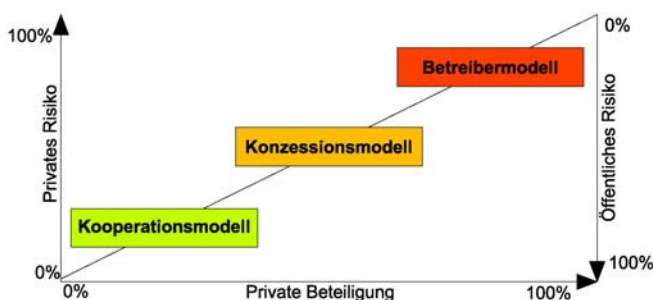 100%
0%
Betreibermodell
Privates Risiko
Konzessionsmodell
Öffentliches Risiko
Kooperationsmodell
0%
100%
0%
Private Beteiligung
100%